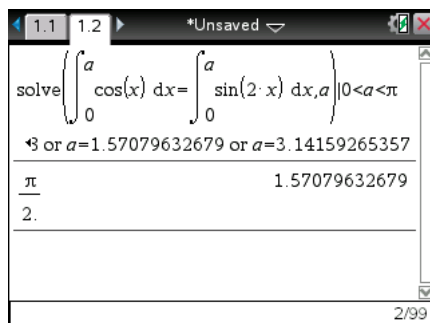 1.1 1.2 *Unsaved
solve(∫₀ᵃ cos(x) dx=∫₀ᵃ sin(2·x) dx,a)|0<a<π
3 or a=1.57079632679 or a=3.14159265357
π/2. 1.57079632679
2/99